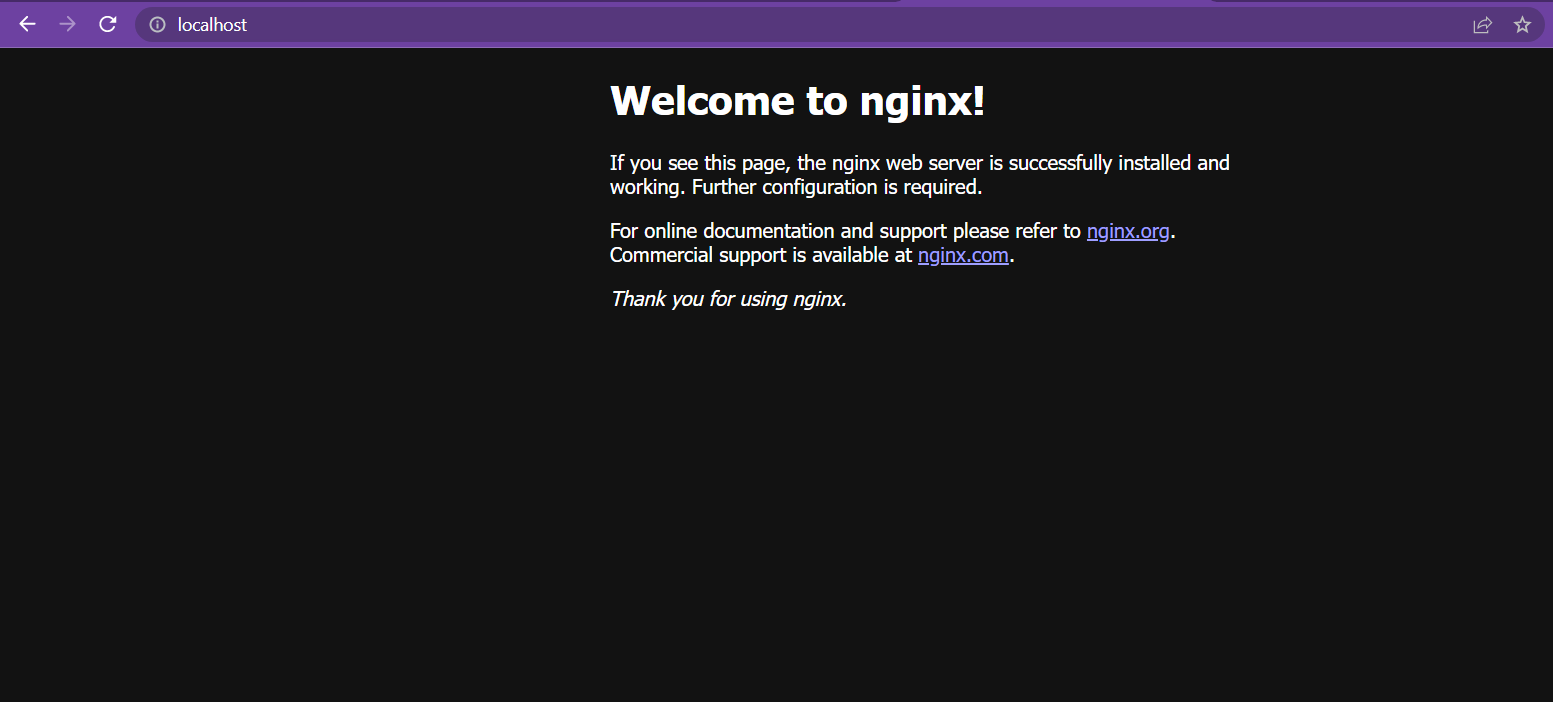 localhost
Welcome to nginx!
If you see this page, the nginx web server is successfully installed and
working. Further configuration is required.
For online documentation and support please refer to nginx.org.
Commercial support is available at nginx.com.
Thank you for using nginx.